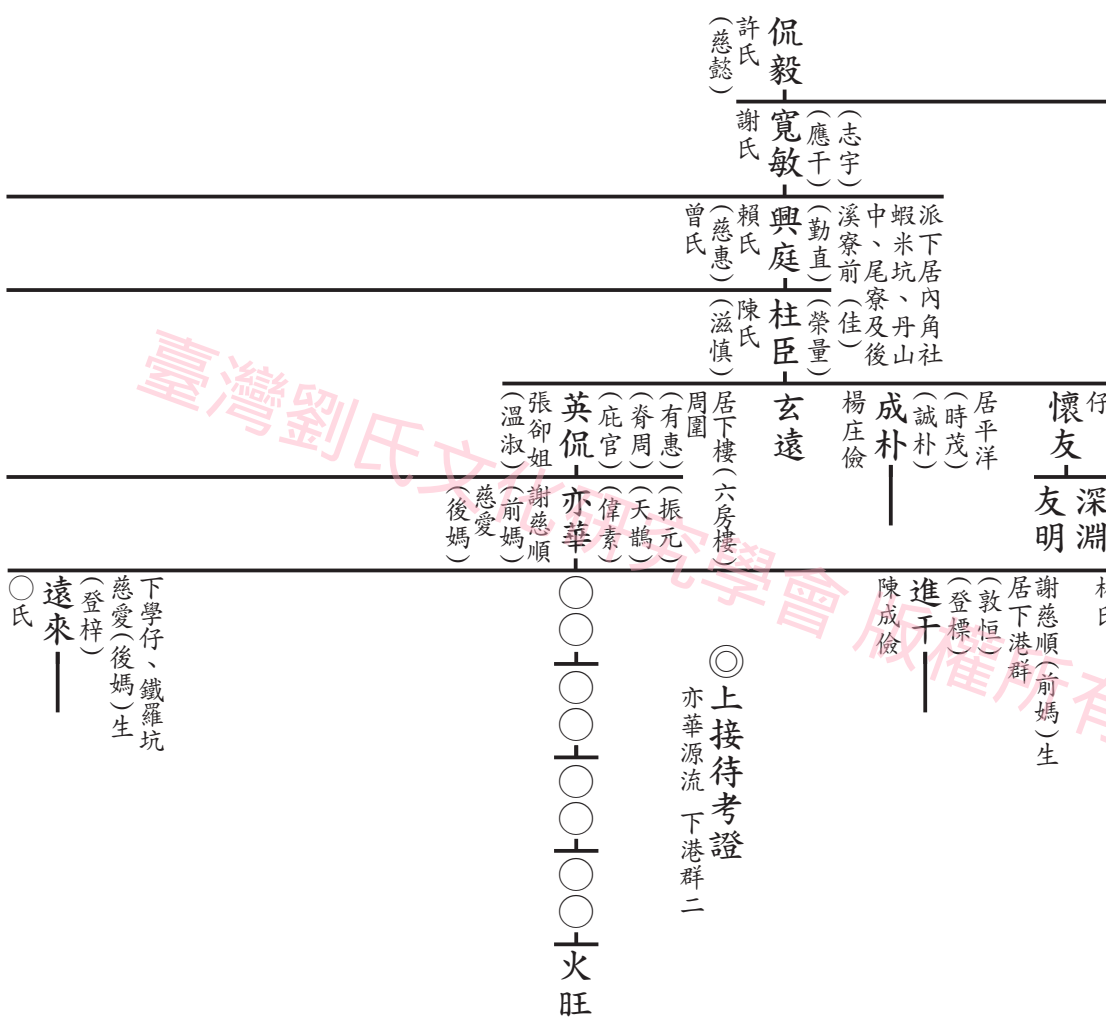 侃毅
許氏
(慈懿)
(志宇)
(應干)
寬敏
謝氏
派下居內角社
蝦米坑、丹山
中、尾寮及後
溪寮前(佳)
(勤直)
興庭
賴氏
(慈惠)
曾氏
(榮量)
柱臣
陳氏
(滋慎)
仔
懷友
居平洋
(時茂)
(誠朴)
成朴
楊庄儉
玄遠
居下樓(六房樓)
周圍
(有惠)
(脊周)
(庇官)
英侃
張卻姐
(溫淑)
深淵
友明
(振元)
(天鵲)
(偉素)
亦華
謝慈順
(前媽)
慈愛
(後媽)
謝慈順(前媽)生
居下港群
(敦恒)
(登標)
進千
陳成儉
○○
下學仔、鐵羅坑
慈愛(後媽)生
(登梓)
遠來
○氏
◎上接待考證
亦華源流 下港群二
○○
○○
○○
火旺
臺灣劉氏文化研究學會 版權所有